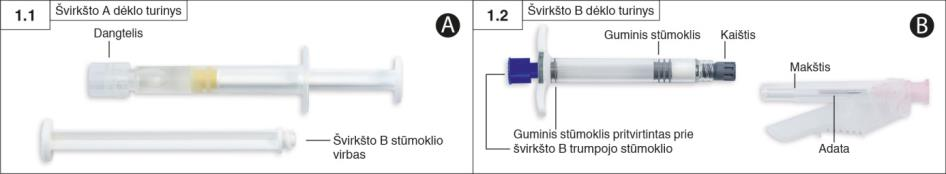 1.1
Švirkšto A dėklo turinys
A
Dangtelis
Švirkšto B stūmoklio
virbas
1.2
Švirkšto B dėklo turinys
B
Guminis stūmoklis
Kaištis
Makštis
Guminis stūmoklis pritvirtintas prie
švirkšto B trumpojo stūmoklio
Adata